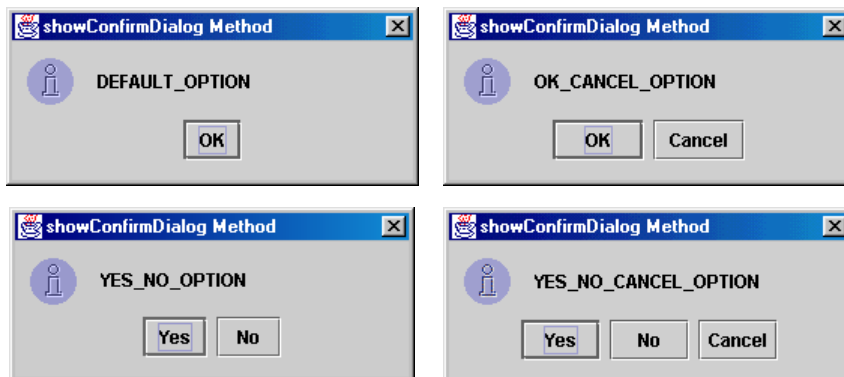 showConfirmDialog Method
DEFAULT_OPTION
OK
showConfirmDialog Method
OK_CANCEL_OPTION
OK Cancel
showConfirmDialog Method
YES_NO_OPTION
Yes No
showConfirmDialog Method
YES_NO_CANCEL_OPTION
Yes No Cancel